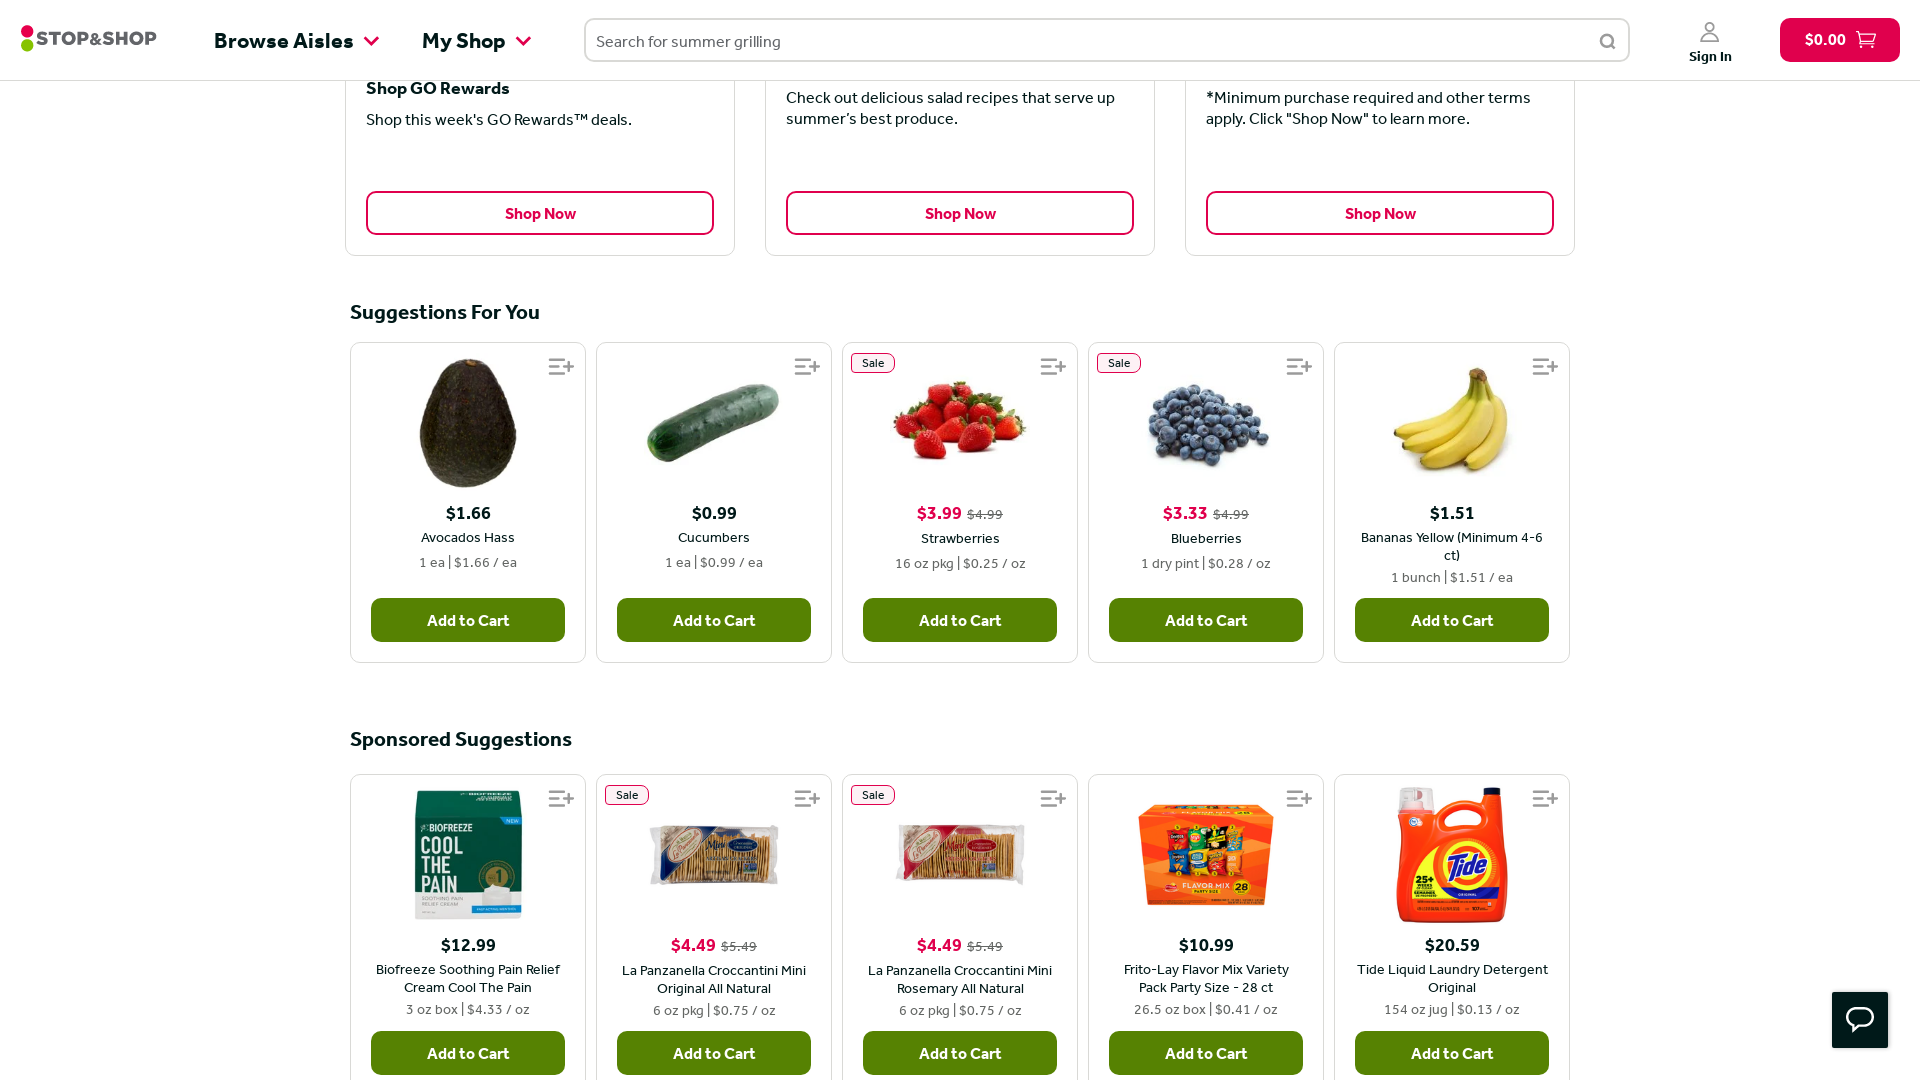 STOP&SHOP
Browse Aisles
My Shop
Search for summer grilling
Sign In
$0.00
Shop GO Rewards
Shop this week's GO Rewards™ deals.
Shop Now
Check out delicious salad recipes that serve up
summer’s best produce.
Shop Now
*Minimum purchase required and other terms
apply. Click "Shop Now" to learn more.
Shop Now
Suggestions For You
$1.66
Avocados Hass
1 ea | $1.66 / ea
Add to Cart
$0.99
Cucumbers
1 ea | $0.99 / ea
Add to Cart
Sale
$3.99 $4.99
Strawberries
16 oz pkg | $0.25 / oz
Add to Cart
Sale
$3.33 $4.99
Blueberries
1 dry pint | $0.28 / oz
Add to Cart
$1.51
Bananas Yellow (Minimum 4-6
ct)
1 bunch | $1.51 / ea
Add to Cart
Sponsored Suggestions
BIOFREEZE
NEW
COOL
THE
PAIN
SOOTHING PAIN
RELIEF CREAM
$12.99
Biofreeze Soothing Pain Relief
Cream Cool The Pain
3 oz box | $4.33 / oz
Add to Cart
Sale
Mini
$4.49 $5.49
La Panzanella Croccantini Mini
Original All Natural
6 oz pkg | $0.75 / oz
Add to Cart
Sale
Mini
$4.49 $5.49
La Panzanella Croccantini Mini
Rosemary All Natural
6 oz pkg | $0.75 / oz
Add to Cart
FLAVOR MIX
PARTY SIZE
28
$10.99
Frito-Lay Flavor Mix Variety
Pack Party Size - 28 ct
26.5 oz box | $0.41 / oz
Add to Cart
Tide
25+
ORIGINAL
$20.59
Tide Liquid Laundry Detergent
Original
154 oz jug | $0.13 / oz
Add to Cart